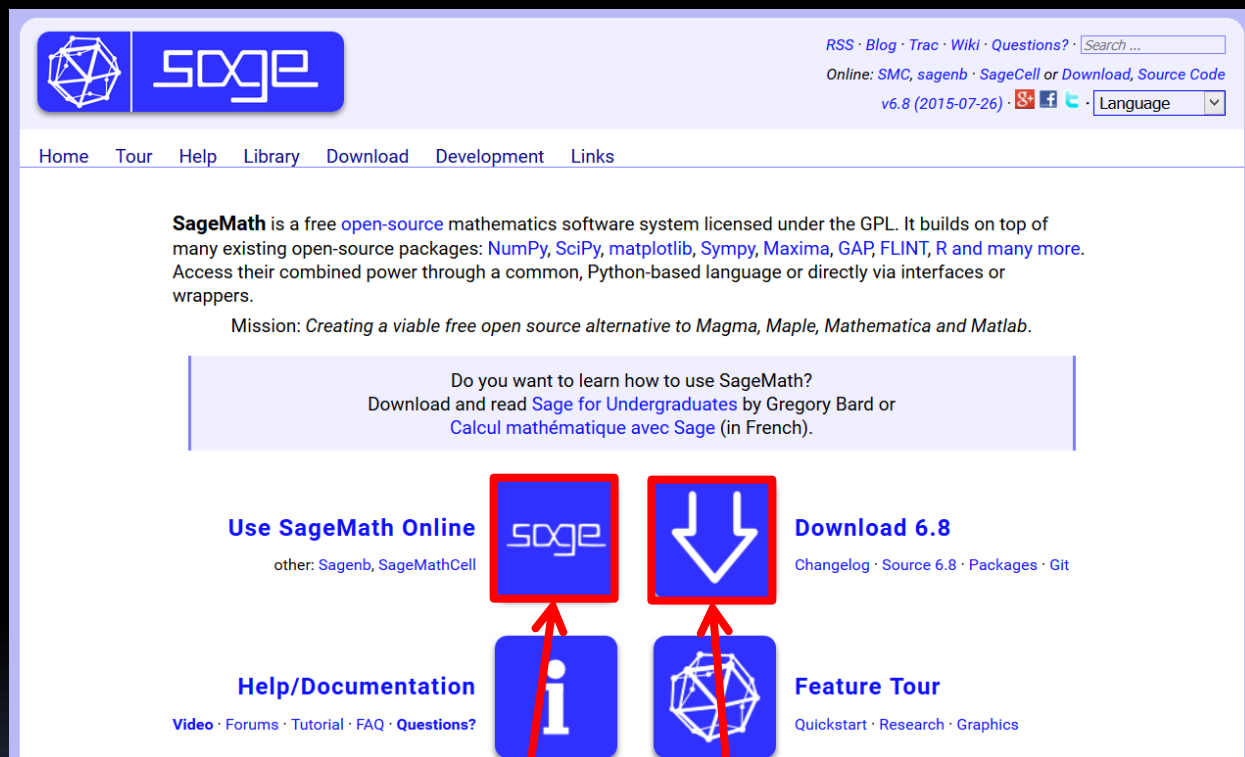 sage
RSS · Blog · Trac · Wiki · Questions? · Search ...
Online: SMC, sagenb · SageCell or Download, Source Code
v6.8 (2015-07-26) · 8+ f t · Language
Home Tour Help Library Download Development Links
SageMath is a free open-source mathematics software system licensed under the GPL. It builds on top of
many existing open-source packages: NumPy, SciPy, matplotlib, Sympy, Maxima, GAP, FLINT, R and many more.
Access their combined power through a common, Python-based language or directly via interfaces or
wrappers.
Mission: Creating a viable free open source alternative to Magma, Maple, Mathematica and Matlab.
Do you want to learn how to use SageMath?
Download and read Sage for Undergraduates by Gregory Bard or
Calcul mathématique avec Sage (in French).
Use SageMath Online
other: Sagenb, SageMathCell
sage
Download 6.8
Changelog · Source 6.8 · Packages · Git
Help/Documentation
Video · Forums · Tutorial · FAQ · Questions?
i
Feature Tour
Quickstart · Research · Graphics